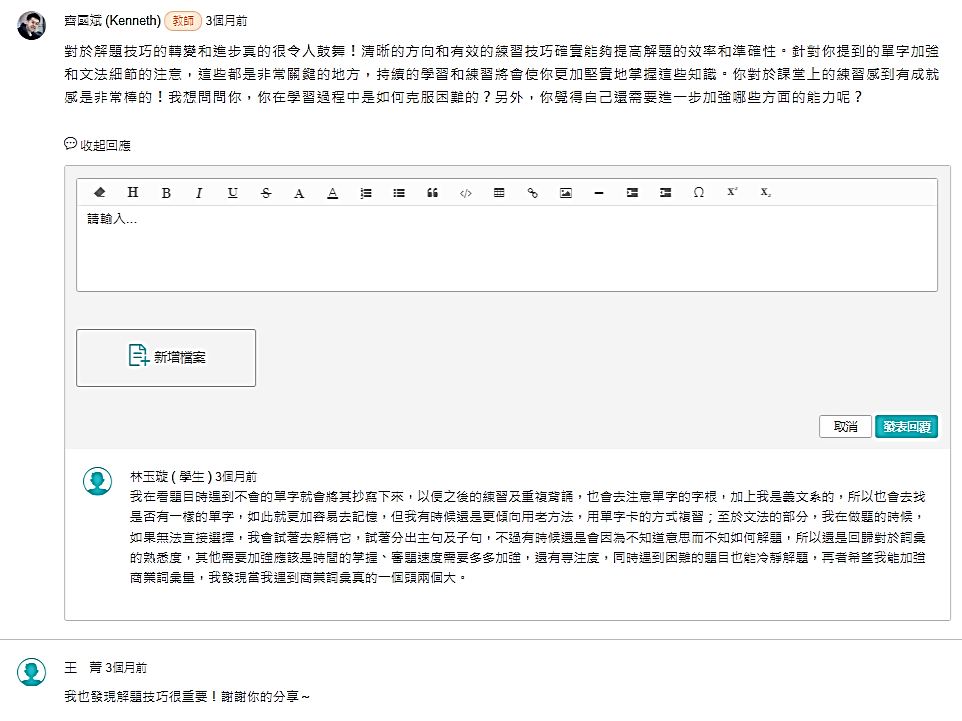 齊國斌 (Kenneth) 教師 3個月前
對於解題技巧的轉變和進步真的很令人鼓舞！清晰的方向和有效的練習技巧確實能夠提高解題的效率和準確性。針對你提到的單字加強
和文法細節的注意，這些都是非常關鍵的地方，持續的學習和練習將會使你更加堅實地掌握這些知識。你對於課堂上的練習感到有成就
感是非常棒的！我想問問你，你在學習過程中是如何克服困難的？另外，你覺得自己還需要進一步加強哪些方面的能力呢？
收起回應
H B I U S A A </> Ω X² X₂
請輸入...
新增檔案
取消 發表回覆
林玉璇 ( 學生 ) 3個月前
我在看題目時遇到不會的單字就會將其抄寫下來，以便之後的練習及重複背誦，也會去注意單字的字根，加上我是義文系的，所以也會去找
是否有一樣的單字，如此就更加容易去記憶，但我有時候還是更傾向用老方法，用單字卡的方式複習；至於文法的部分，我在做題的時候，
如果無法直接選擇，我會試著去解構它，試著分出主句及子句，不過有時候還是會因為不知道意思而不知如何解題，所以還是回歸對於詞彙
的熟悉度，其他需要加強應該是時間的掌握、審題速度需要多多加強，還有專注度，同時遇到困難的題目也能冷靜解題，再者希望我能加強
商業詞彙量，我發現當我遇到商業詞彙真的一個頭兩個大。
王　菁 3個月前
我也發現解題技巧很重要！謝謝你的分享～